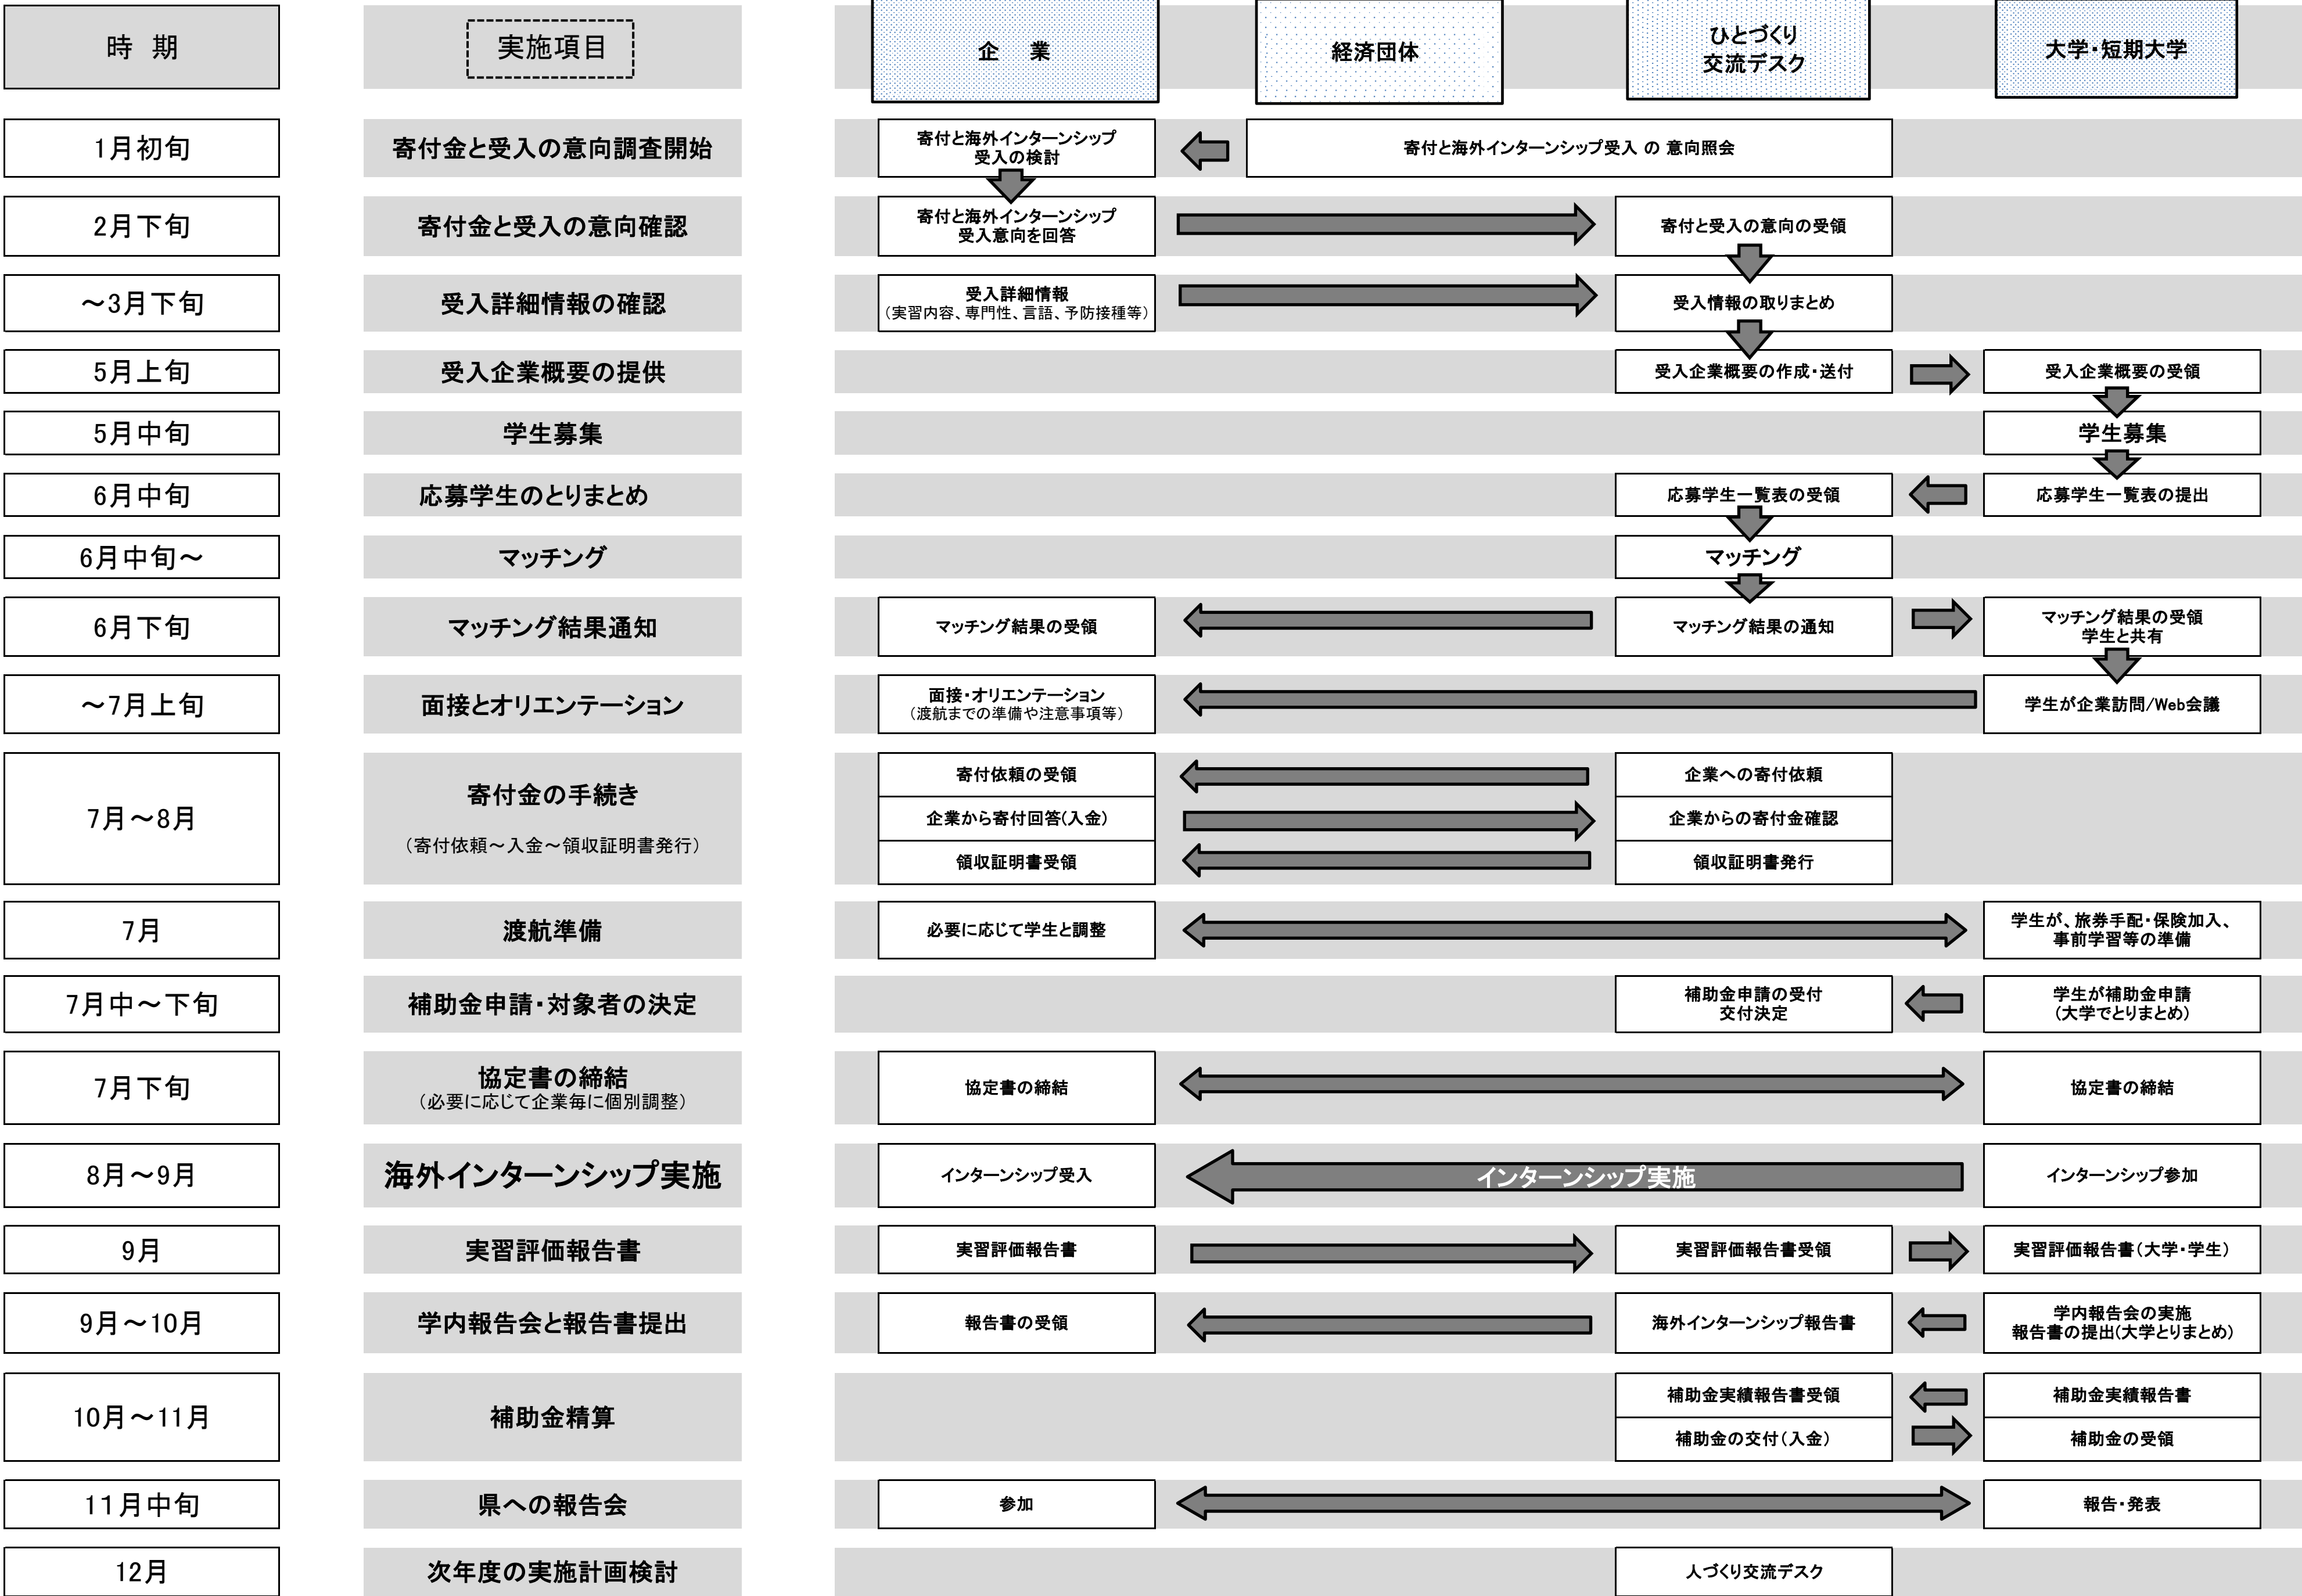 時 期
実施項目
企 業
経済団体
ひとづくり
交流デスク
大学・短期大学
1月初旬
寄付金と受入の意向調査開始
寄付と海外インターンシップ
受入の検討
寄付と海外インターンシップ受入 の 意向照会
2月下旬
寄付金と受入の意向確認
寄付と海外インターンシップ
受入意向を回答
寄付と受入の意向の受領
～3月下旬
受入詳細情報の確認
受入詳細情報
（実習内容、専門性、言語、予防接種等）
受入情報の取りまとめ
5月上旬
受入企業概要の提供
受入企業概要の作成・送付
受入企業概要の受領
5月中旬
学生募集
学生募集
6月中旬
応募学生のとりまとめ
応募学生一覧表の受領
応募学生一覧表の提出
6月中旬～
マッチング
マッチング
6月下旬
マッチング結果通知
マッチング結果の受領
マッチング結果の通知
マッチング結果の受領
学生と共有
～7月上旬
面接とオリエンテーション
面接・オリエンテーション
（渡航までの準備や注意事項等）
学生が企業訪問/Web会議
7月～8月
寄付金の手続き
（寄付依頼～入金～領収証明書発行）
寄付依頼の受領
企業への寄付依頼
企業から寄付回答(入金)
企業からの寄付金確認
領収証明書受領
領収証明書発行
7月
渡航準備
必要に応じて学生と調整
学生が、旅券手配・保険加入、
事前学習等の準備
7月中～下旬
補助金申請・対象者の決定
補助金申請の受付
交付決定
学生が補助金申請
(大学でとりまとめ)
7月下旬
協定書の締結
（必要に応じて企業毎に個別調整）
協定書の締結
協定書の締結
8月～9月
海外インターンシップ実施
インターンシップ受入
インターンシップ実施
インターンシップ参加
9月
実習評価報告書
実習評価報告書
実習評価報告書受領
実習評価報告書（大学・学生）
9月～10月
学内報告会と報告書提出
報告書の受領
海外インターンシップ報告書
学内報告会の実施
報告書の提出(大学とりまとめ)
10月～11月
補助金精算
補助金実績報告書受領
補助金実績報告書
補助金の交付（入金）
補助金の受領
11月中旬
県への報告会
参加
報告・発表
12月
次年度の実施計画検討
人づくり交流デスク